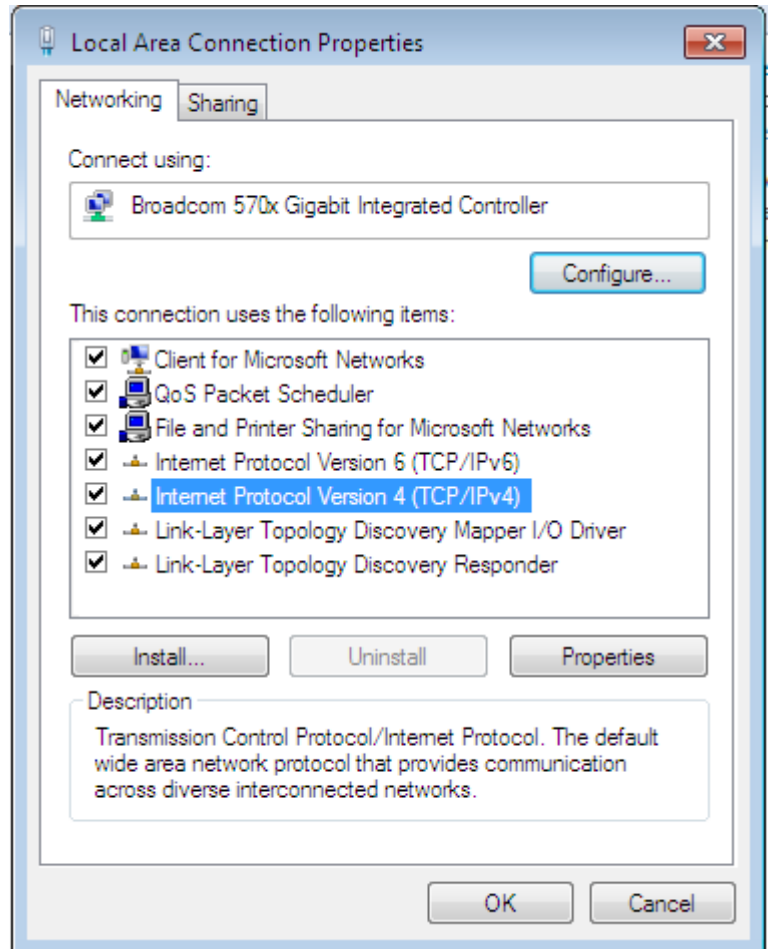 Local Area Connection Properties
Networking
Sharing
Connect using:
Broadcom 570x Gigabit Integrated Controller
Configure...
This connection uses the following items:
Client for Microsoft Networks
QoS Packet Scheduler
File and Printer Sharing for Microsoft Networks
Internet Protocol Version 6 (TCP/IPv6)
Internet Protocol Version 4 (TCP/IPv4)
Link-Layer Topology Discovery Mapper I/O Driver
Link-Layer Topology Discovery Responder
Install...
Uninstall
Properties
Description
Transmission Control Protocol/Internet Protocol. The default
wide area network protocol that provides communication
across diverse interconnected networks.
OK
Cancel